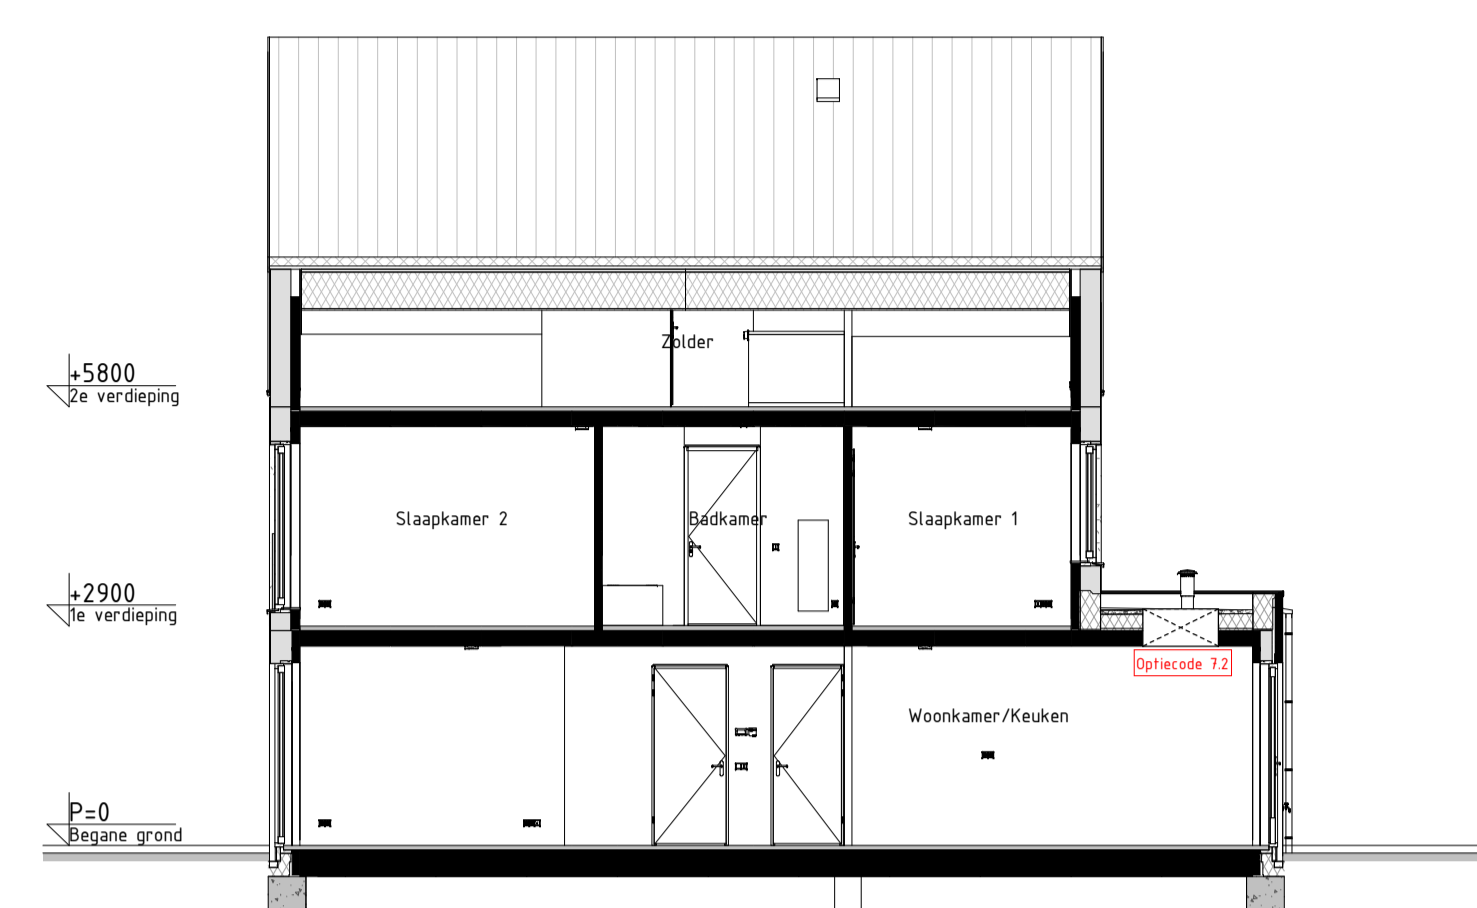 Zolder
+5800
2e verdieping
Slaapkamer 2
Badkamer
Slaapkamer 1
+2900
1e verdieping
Optiecode 7.2
Woonkamer/Keuken
P=0
Begane grond